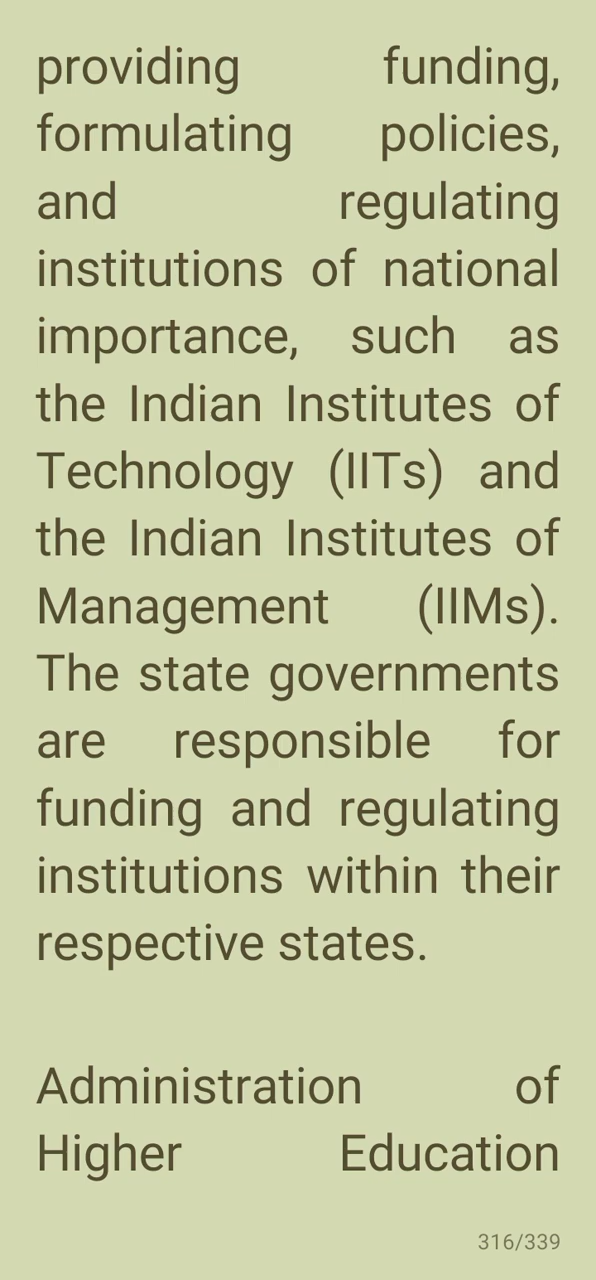 providing funding,
formulating policies,
and regulating
institutions of national
importance, such as
the Indian Institutes of
Technology (IITs) and
the Indian Institutes of
Management (IIMs).
The state governments
are responsible for
funding and regulating
institutions within their
respective states.
Administration of
Higher Education
316/339